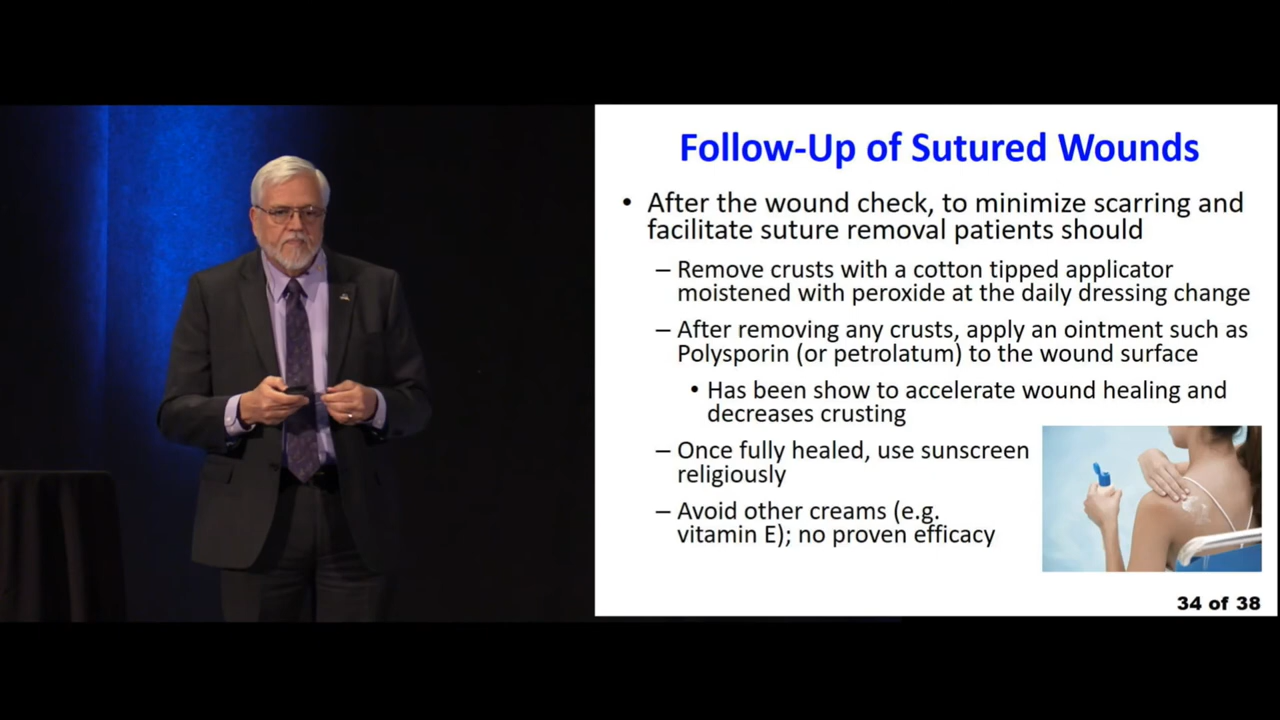 Follow-Up of Sutured Wounds
• After the wound check, to minimize scarring and
facilitate suture removal patients should
– Remove crusts with a cotton tipped applicator
moistened with peroxide at the daily dressing change
– After removing any crusts, apply an ointment such as
Polysporin (or petrolatum) to the wound surface
• Has been show to accelerate wound healing and
decreases crusting
– Once fully healed, use sunscreen
religiously
– Avoid other creams (e.g.
vitamin E); no proven efficacy
34 of 38